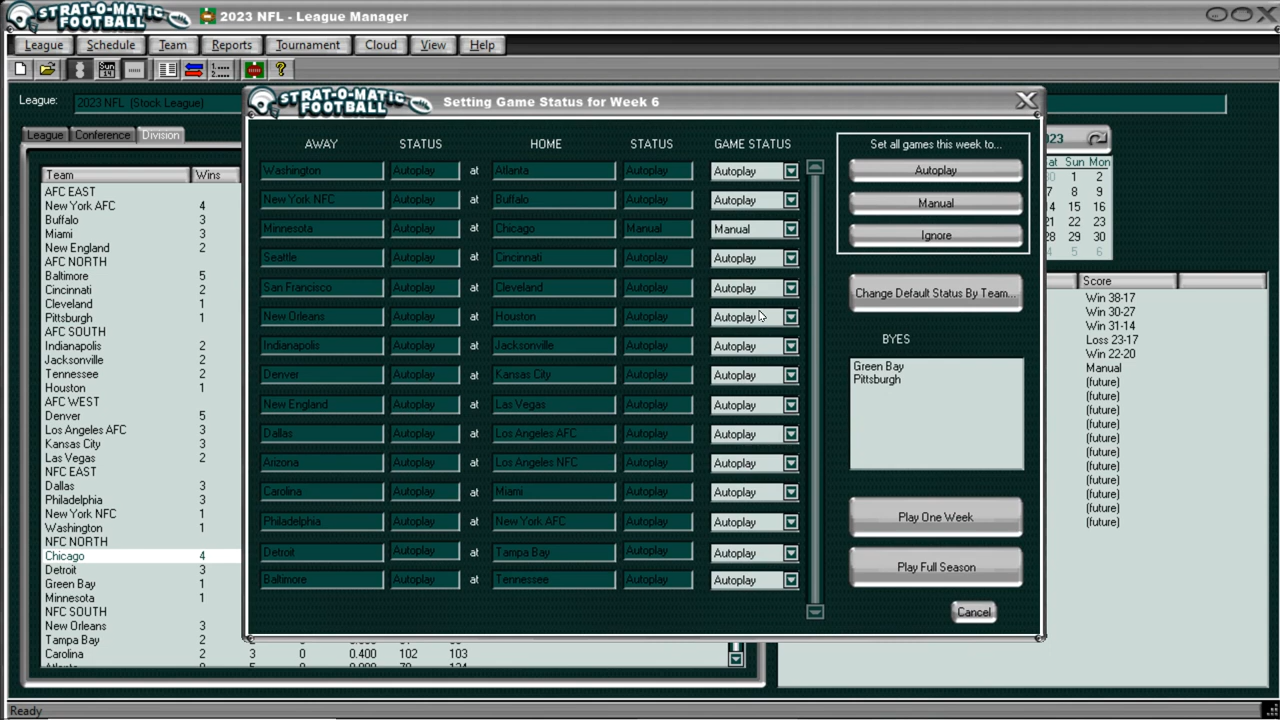 STRAT-O-MATIC FOOTBALL 2023 NFL - League Manager
League Schedule Team Reports Tournament Cloud View Help
League: 2023 NFL (Stock League)
League Conference Division
Team Wins
AFC EAST
New York AFC 4
Buffalo 3
Miami 3
New England 2
AFC NORTH
Baltimore 5
Cincinnati 2
Cleveland 1
Pittsburgh 1
AFC SOUTH
Indianapolis 2
Jacksonville 2
Tennessee 2
Houston 1
AFC WEST
Denver 5
Los Angeles AFC 3
Kansas City 3
Las Vegas 2
NFC EAST
Dallas 3
Philadelphia 3
New York NFC 1
Washington 1
NFC NORTH
Chicago 4
Detroit 3
Green Bay 1
Minnesota 1
NFC SOUTH
New Orleans 3
Tampa Bay 2
Carolina 2 3 0 0.400 102 103
STRAT-O-MATIC FOOTBALL Setting Game Status for Week 6
AWAY STATUS HOME STATUS GAME STATUS
Washington Autoplay at Atlanta Autoplay Autoplay
New York NFC Autoplay at Buffalo Autoplay Autoplay
Minnesota Autoplay at Chicago Manual Manual
Seattle Autoplay at Cincinnati Autoplay Autoplay
San Francisco Autoplay at Cleveland Autoplay Autoplay
New Orleans Autoplay at Houston Autoplay Autoplay
Indianapolis Autoplay at Jacksonville Autoplay Autoplay
Denver Autoplay at Kansas City Autoplay Autoplay
New England Autoplay at Las Vegas Autoplay Autoplay
Dallas Autoplay at Los Angeles AFC Autoplay Autoplay
Arizona Autoplay at Los Angeles NFC Autoplay Autoplay
Carolina Autoplay at Miami Autoplay Autoplay
Philadelphia Autoplay at New York AFC Autoplay Autoplay
Detroit Autoplay at Tampa Bay Autoplay Autoplay
Baltimore Autoplay at Tennessee Autoplay Autoplay
Set all games this week to...
Autoplay
Manual
Ignore
Change Default Status By Team...
BYES
Green Bay
Pittsburgh
Play One Week
Play Full Season
Cancel
23
at Sun Mon
1 2
7 8 9
14 15 16
21 22 23
28 29 30
4 5 6
Score
Win 38-17
Win 30-27
Win 31-14
Loss 23-17
Win 22-20
Manual
(future)
(future)
(future)
(future)
(future)
(future)
(future)
(future)
(future)
(future)
(future)
Ready